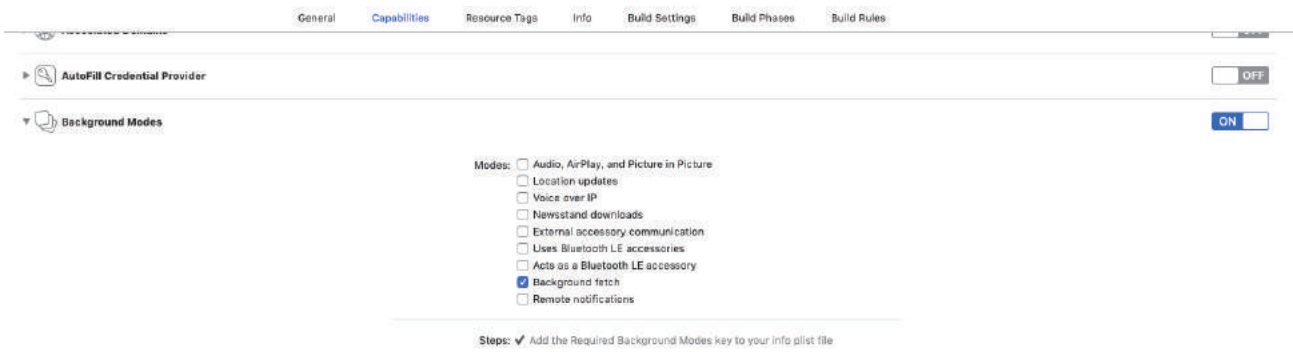 General Capabilities Resource Tags Info Build Settings Build Phases Build Rules
Associated Domains OFF
AutoFill Credential Provider OFF
Background Modes ON
Modes: Audio, AirPlay, and Picture in Picture
Location updates
Voice over IP
Newsstand downloads
External accessory communication
Uses Bluetooth LE accessories
Acts as a Bluetooth LE accessory
Background fetch
Remote notifications
Steps: ✔ Add the Required Background Modes key to your info plist file